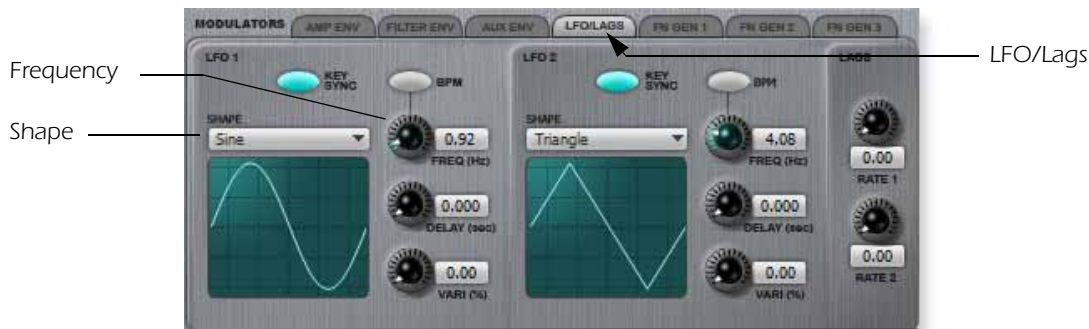 MODULATORS AMP ENV FILTER ENV AUX ENV LFO/LAGS FN GEN 1 FN GEN 2 FN GEN 3
LFO/Lags
LFO 1
KEY SYNC
BPM
Frequency
Shape
SHAPE
Sine
0.92
FREQ (Hz)
0.000
DELAY (sec)
0.00
VARI (%)
LFO 2
KEY SYNC
BPM
SHAPE
Triangle
4.08
FREQ (Hz)
0.000
DELAY (sec)
0.00
VARI (%)
LAGS
0.00
RATE 1
0.00
RATE 2